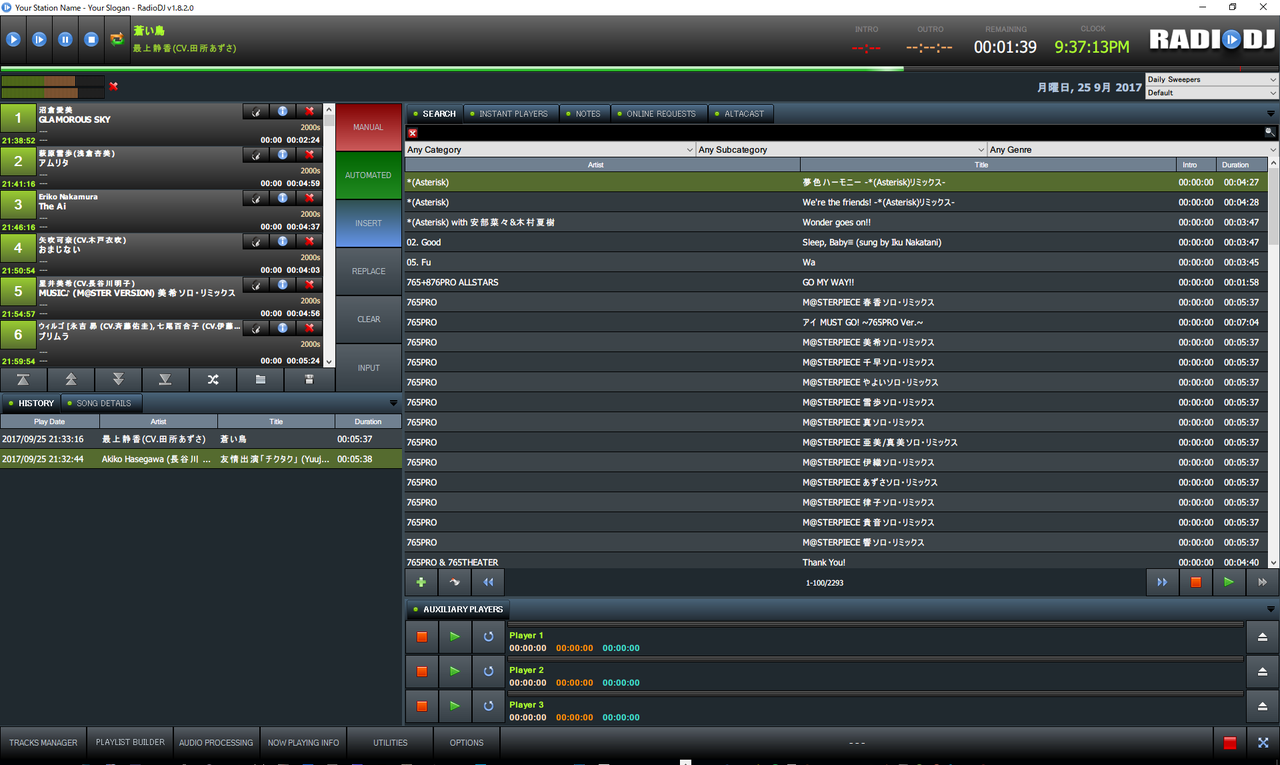 Your Station Name - Your Slogan - RadioDJ v1.8.2.0
蒼い鳥
最上静香(CV.田所あずさ)
INTRO OUTRO REMAINING CLOCK
--:-- --:--:-- 00:01:39 9:37:13PM
RADIODJ
月曜日, 25 9月 2017
Daily Sweepers
Default
1 沼倉愛美
GLAMOROUS SKY
--- 2000s
21:38:52 --- 00:00 00:02:24
2 萩原雪歩(浅倉杏美)
アムリタ
--- 2000s
21:41:16 --- 00:00 00:04:59
3 Eriko Nakamura
The Ai
--- 2000s
21:46:16 --- 00:00 00:04:37
4 矢吹可奈(CV.木戸衣吹)
おまじない
--- 2000s
21:50:54 --- 00:00 00:04:03
5 星井美希(CV.長谷川明子)
MUSIC♪ (M@STER VERSION) 美希ソロ・リミックス
--- 2000s
21:54:57 --- 00:00 00:04:56
6 ウィルゴ [永吉 昴 (CV.斉藤佑圭), 七尾百合子 (CV.伊藤...
プリムラ
--- 2000s
21:59:54 --- 00:00 00:05:24
MANUAL
AUTOMATED
INSERT
REPLACE
CLEAR
INPUT
HISTORY SONG DETAILS
Play Date Artist Title Duration
2017/09/25 21:33:16 最上静香(CV.田所あずさ) 蒼い鳥 00:05:37
2017/09/25 21:32:44 Akiko Hasegawa (長谷川 ... 友情出演「チクタク」 (Yuuj... 00:05:38
SEARCH INSTANT PLAYERS NOTES ONLINE REQUESTS ALTACAST
Any Category Any Subcategory Any Genre
Artist Title Intro Duration
*(Asterisk) 夢色ハーモニー -*(Asterisk)リミックス- 00:00:00 00:04:27
*(Asterisk) We're the friends! -*(Asterisk)リミックス- 00:00:00 00:04:28
*(Asterisk) with 安部菜々&木村夏樹 Wonder goes on!! 00:00:00 00:03:47
02. Good Sleep, Baby≡ (sung by Iku Nakatani) 00:00:00 00:03:47
05. Fu Wa 00:00:00 00:03:45
765+876PRO ALLSTARS GO MY WAY!! 00:00:00 00:01:58
765PRO M@STERPIECE 春香ソロ・リミックス 00:00:00 00:05:37
765PRO アイ MUST GO! ~765PRO Ver.~ 00:00:00 00:07:04
765PRO M@STERPIECE 美希ソロ・リミックス 00:00:00 00:05:37
765PRO M@STERPIECE 千早ソロ・リミックス 00:00:00 00:05:37
765PRO M@STERPIECE やよいソロ・リミックス 00:00:00 00:05:37
765PRO M@STERPIECE 雪歩ソロ・リミックス 00:00:00 00:05:37
765PRO M@STERPIECE 真ソロ・リミックス 00:00:00 00:05:37
765PRO M@STERPIECE 亜美/真美ソロ・リミックス 00:00:00 00:05:37
765PRO M@STERPIECE 伊織ソロ・リミックス 00:00:00 00:05:37
765PRO M@STERPIECE あずさソロ・リミックス 00:00:00 00:05:37
765PRO M@STERPIECE 律子ソロ・リミックス 00:00:00 00:05:37
765PRO M@STERPIECE 貴音ソロ・リミックス 00:00:00 00:05:37
765PRO M@STERPIECE 響ソロ・リミックス 00:00:00 00:05:37
765PRO & 765THEATER Thank You! 00:00:00 00:04:40
1-100/2293
AUXILIARY PLAYERS
Player 1
00:00:00 00:00:00 00:00:00
Player 2
00:00:00 00:00:00 00:00:00
Player 3
00:00:00 00:00:00 00:00:00
TRACKS MANAGER PLAYLIST BUILDER AUDIO PROCESSING NOW PLAYING INFO UTILITIES OPTIONS ---